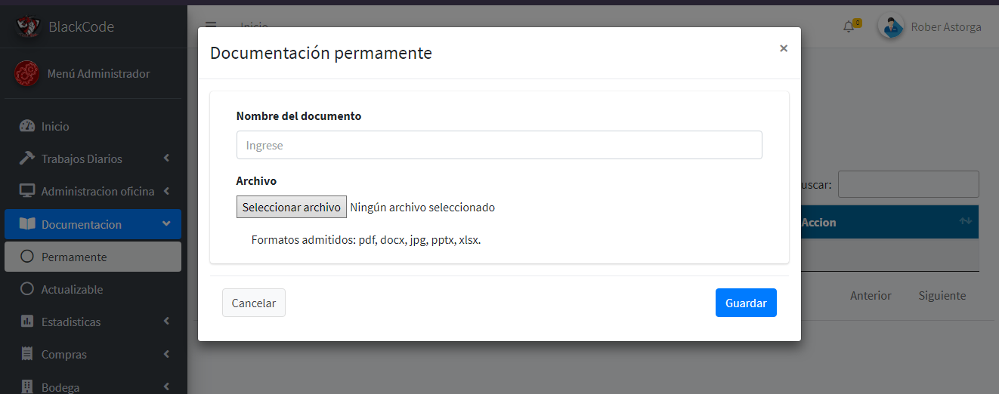 BlackCode
Menú Administrador
Inicio
Trabajos Diarios
Administracion oficina
Documentacion
Permamente
Actualizable
Estadisticas
Compras
Bodega
Inicio
0
Rober Astorga
Documentación permamente
×
Nombre del documento
Ingrese
Archivo
Seleccionar archivo Ningún archivo seleccionado
Formatos admitidos: pdf, docx, jpg, pptx, xlsx.
Cancelar
Guardar
uscar:
Accion
Anterior Siguiente